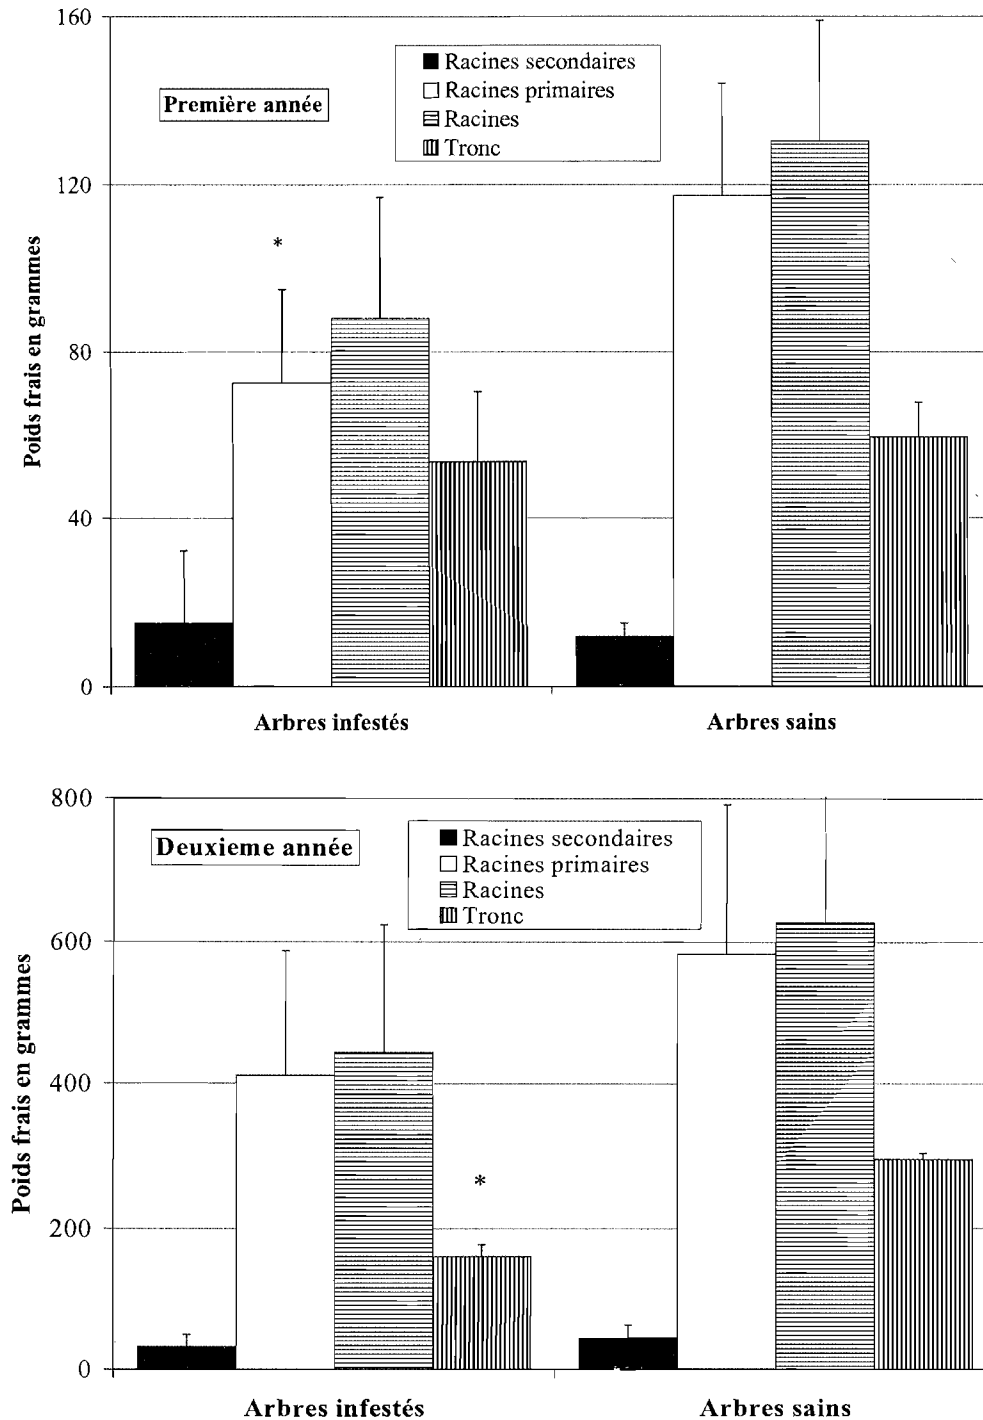 160
Racines secondaires
Racines primaires
Racines
Tronc
Première année
120
*
80
40
0
Poids frais en grammes
Arbres infestés
Arbres sains
800
Racines secondaires
Racines primaires
Racines
Tronc
Deuxieme année
600
400
*
200
0
Poids frais en grammes
Arbres infestés
Arbres sains